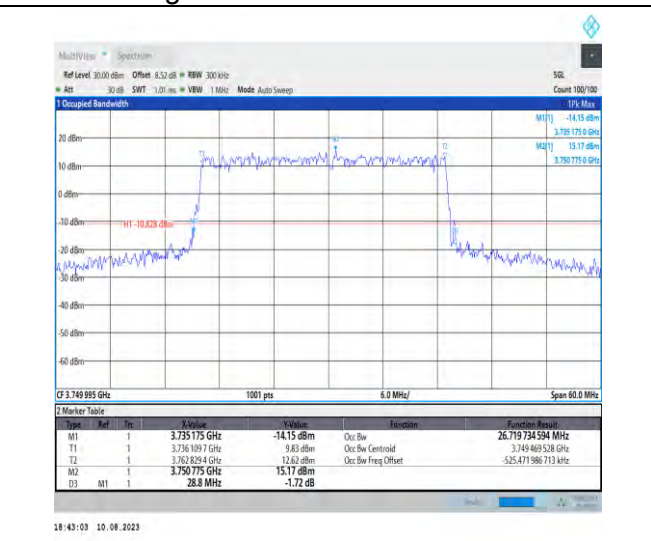 MultiView Spectrum
Ref Level 30.00 dBm Offset 8.52 dB RBW 300 kHz SGL
Att 30 dB SWT 1.01 ms VBW 1 MHz Mode Auto Sweep Count 100/100
1 Occupied Bandwidth 1Pk Max
M1[1] -14.15 dBm
3.735 175 0 GHz
M2[1] 15.17 dBm
3.750 775 0 GHz
20 dBm
10 dBm
0 dBm
-10 dBm
H1 -10.828 dBm
-20 dBm
-30 dBm
-40 dBm
-50 dBm
-60 dBm
T1
M2
T2
M1
CF 3.749 995 GHz 1001 pts 6.0 MHz/ Span 60.0 MHz
2 Marker Table
Type Ref Trc X-Value Y-Value Function Function Result
M1 1 3.735 175 GHz -14.15 dBm Occ Bw 26.719 734 594 MHz
T1 1 3.736 109 7 GHz 9.83 dBm Occ Bw Centroid 3.749 469 528 GHz
T2 1 3.762 829 4 GHz 12.62 dBm Occ Bw Freq Offset -525.471 986 713 kHz
M2 1 3.750 775 GHz 15.17 dBm
D3 M1 1 28.8 MHz -1.72 dB
18:43:03 10.08.2023